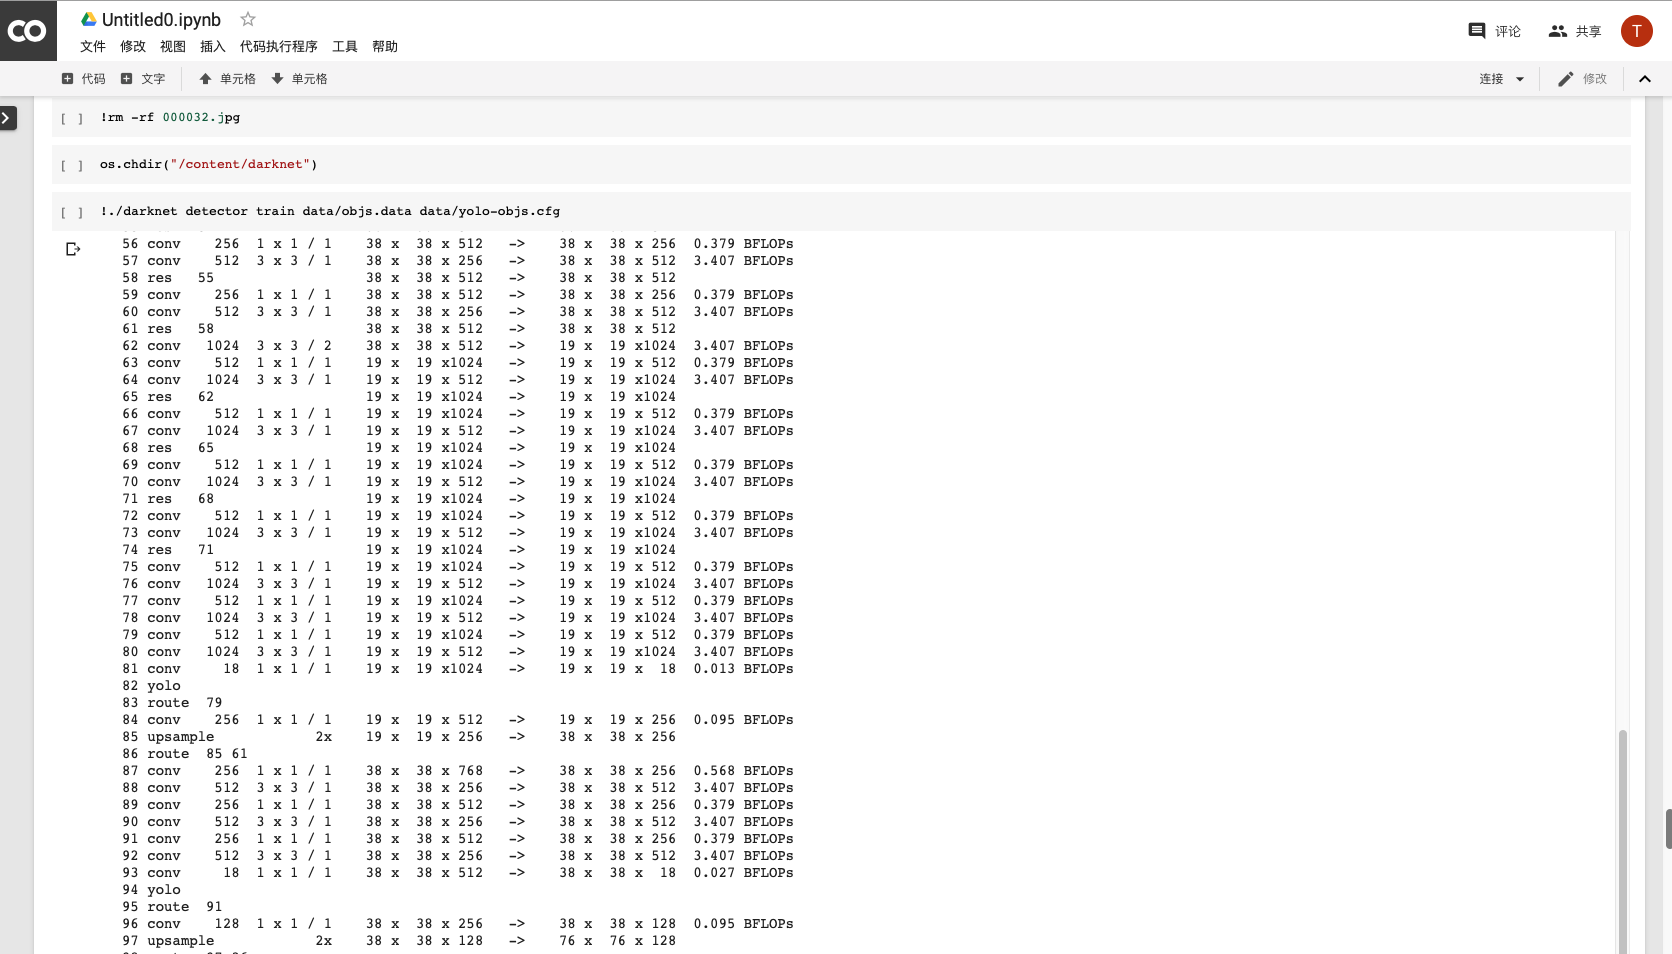 CO Untitled0.ipynb
评论 共享 T
文件 修改 视图 插入 代码执行程序 工具 帮助
代码 文字 单元格 单元格 连接 修改
[ ] !rm -rf 000032.jpg
[ ] os.chdir("/content/darknet")
[ ] !./darknet detector train data/objs.data data/yolo-objs.cfg
56 conv 256 1 x 1 / 1 38 x 38 x 512 -> 38 x 38 x 256 0.379 BFLOPs
57 conv 512 3 x 3 / 1 38 x 38 x 256 -> 38 x 38 x 512 3.407 BFLOPs
58 res 55 38 x 38 x 512 -> 38 x 38 x 512
59 conv 256 1 x 1 / 1 38 x 38 x 512 -> 38 x 38 x 256 0.379 BFLOPs
60 conv 512 3 x 3 / 1 38 x 38 x 256 -> 38 x 38 x 512 3.407 BFLOPs
61 res 58 38 x 38 x 512 -> 38 x 38 x 512
62 conv 1024 3 x 3 / 2 38 x 38 x 512 -> 19 x 19 x1024 3.407 BFLOPs
63 conv 512 1 x 1 / 1 19 x 19 x1024 -> 19 x 19 x 512 0.379 BFLOPs
64 conv 1024 3 x 3 / 1 19 x 19 x 512 -> 19 x 19 x1024 3.407 BFLOPs
65 res 62 19 x 19 x1024 -> 19 x 19 x1024
66 conv 512 1 x 1 / 1 19 x 19 x1024 -> 19 x 19 x 512 0.379 BFLOPs
67 conv 1024 3 x 3 / 1 19 x 19 x 512 -> 19 x 19 x1024 3.407 BFLOPs
68 res 65 19 x 19 x1024 -> 19 x 19 x1024
69 conv 512 1 x 1 / 1 19 x 19 x1024 -> 19 x 19 x 512 0.379 BFLOPs
70 conv 1024 3 x 3 / 1 19 x 19 x 512 -> 19 x 19 x1024 3.407 BFLOPs
71 res 68 19 x 19 x1024 -> 19 x 19 x1024
72 conv 512 1 x 1 / 1 19 x 19 x1024 -> 19 x 19 x 512 0.379 BFLOPs
73 conv 1024 3 x 3 / 1 19 x 19 x 512 -> 19 x 19 x1024 3.407 BFLOPs
74 res 71 19 x 19 x1024 -> 19 x 19 x1024
75 conv 512 1 x 1 / 1 19 x 19 x1024 -> 19 x 19 x 512 0.379 BFLOPs
76 conv 1024 3 x 3 / 1 19 x 19 x 512 -> 19 x 19 x1024 3.407 BFLOPs
77 conv 512 1 x 1 / 1 19 x 19 x1024 -> 19 x 19 x 512 0.379 BFLOPs
78 conv 1024 3 x 3 / 1 19 x 19 x 512 -> 19 x 19 x1024 3.407 BFLOPs
79 conv 512 1 x 1 / 1 19 x 19 x1024 -> 19 x 19 x 512 0.379 BFLOPs
80 conv 1024 3 x 3 / 1 19 x 19 x 512 -> 19 x 19 x1024 3.407 BFLOPs
81 conv 18 1 x 1 / 1 19 x 19 x1024 -> 19 x 19 x 18 0.013 BFLOPs
82 yolo
83 route 79
84 conv 256 1 x 1 / 1 19 x 19 x 512 -> 19 x 19 x 256 0.095 BFLOPs
85 upsample 2x 19 x 19 x 256 -> 38 x 38 x 256
86 route 85 61
87 conv 256 1 x 1 / 1 38 x 38 x 768 -> 38 x 38 x 256 0.568 BFLOPs
88 conv 512 3 x 3 / 1 38 x 38 x 256 -> 38 x 38 x 512 3.407 BFLOPs
89 conv 256 1 x 1 / 1 38 x 38 x 512 -> 38 x 38 x 256 0.379 BFLOPs
90 conv 512 3 x 3 / 1 38 x 38 x 256 -> 38 x 38 x 512 3.407 BFLOPs
91 conv 256 1 x 1 / 1 38 x 38 x 512 -> 38 x 38 x 256 0.379 BFLOPs
92 conv 512 3 x 3 / 1 38 x 38 x 256 -> 38 x 38 x 512 3.407 BFLOPs
93 conv 18 1 x 1 / 1 38 x 38 x 512 -> 38 x 38 x 18 0.027 BFLOPs
94 yolo
95 route 91
96 conv 128 1 x 1 / 1 38 x 38 x 256 -> 38 x 38 x 128 0.095 BFLOPs
97 upsample 2x 38 x 38 x 128 -> 76 x 76 x 128